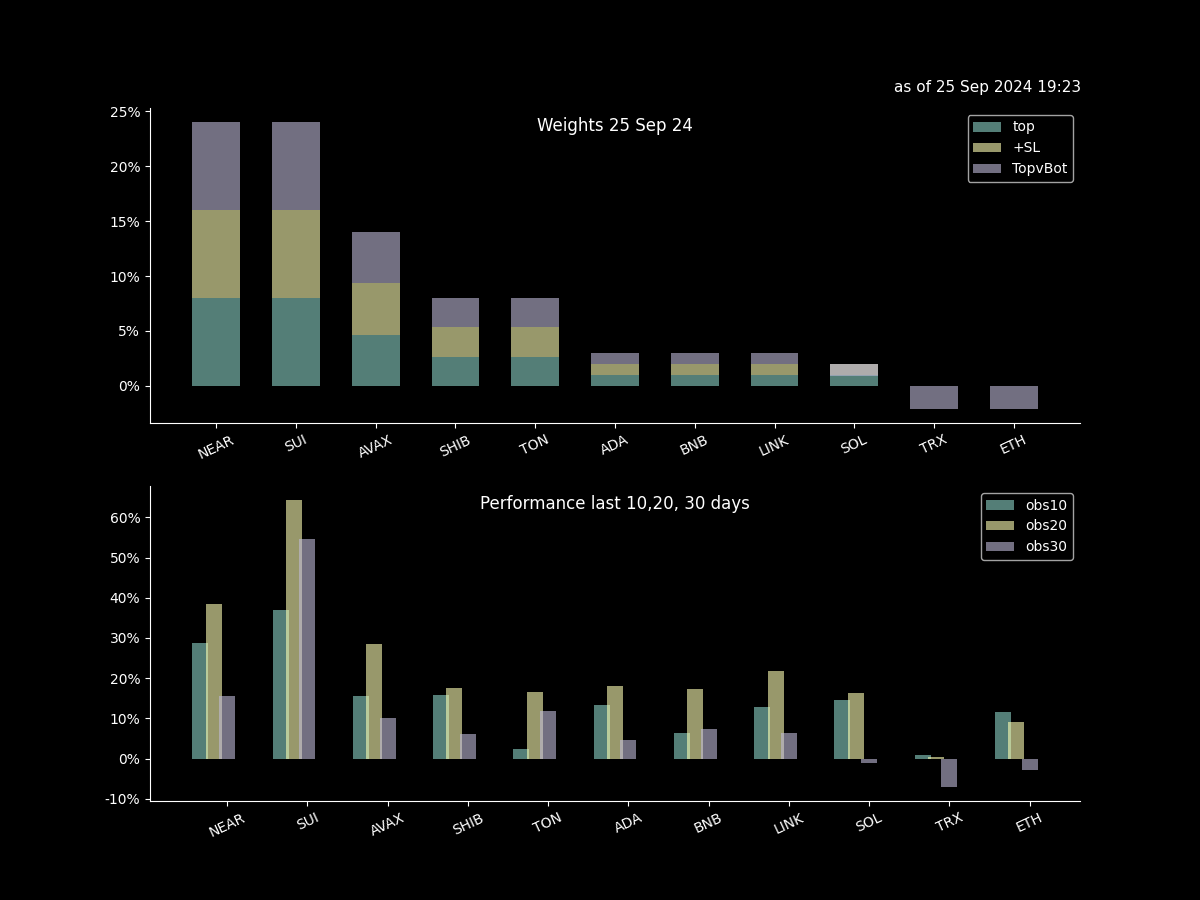 as of 25 Sep 2024 19:23
Weights 25 Sep 24
25%
20%
15%
10%
5%
0%
top
+SL
TopvBot
NEAR SUI AVAX SHIB TON ADA BNB LINK SOL TRX ETH
Performance last 10,20, 30 days
60%
50%
40%
30%
20%
10%
0%
-10%
obs10
obs20
obs30
NEAR SUI AVAX SHIB TON ADA BNB LINK SOL TRX ETH